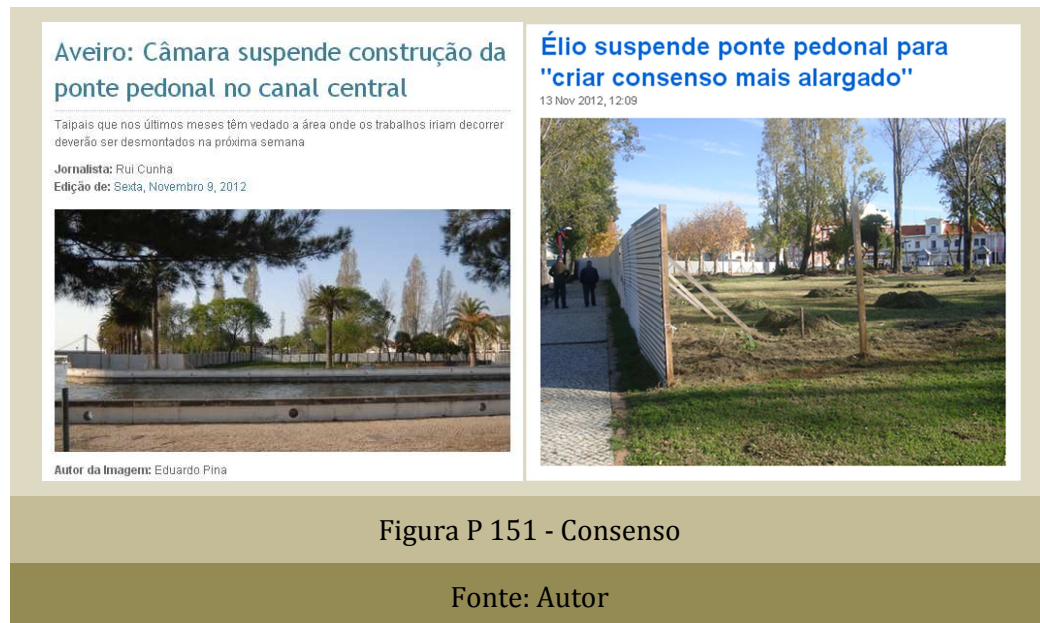 Aveiro: Câmara suspende construção da
ponte pedonal no canal central
Taipais que nos últimos meses têm vedado a área onde os trabalhos iriam decorrer
deverão ser desmontados na próxima semana
Jornalista: Rui Cunha
Edição de: Sexta, Novembro 9, 2012
Autor da Imagem: Eduardo Pina
Élio suspende ponte pedonal para
"criar consenso mais alargado"
13 Nov 2012, 12:09
Figura P 151 - Consenso
Fonte: Autor